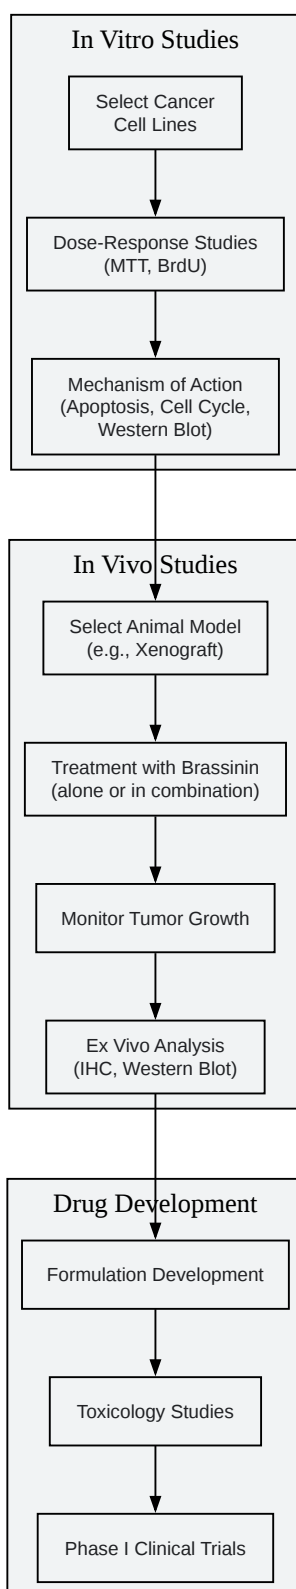 In Vitro Studies
Select Cancer
Cell Lines
Dose-Response Studies
(MTT, BrdU)
Mechanism of Action
(Apoptosis, Cell Cycle,
Western Blot)
In Vivo Studies
Select Animal Model
(e.g., Xenograft)
Treatment with Brassinin
(alone or in combination)
Monitor Tumor Growth
Ex Vivo Analysis
(IHC, Western Blot)
Drug Development
Formulation Development
Toxicology Studies
Phase I Clinical Trials